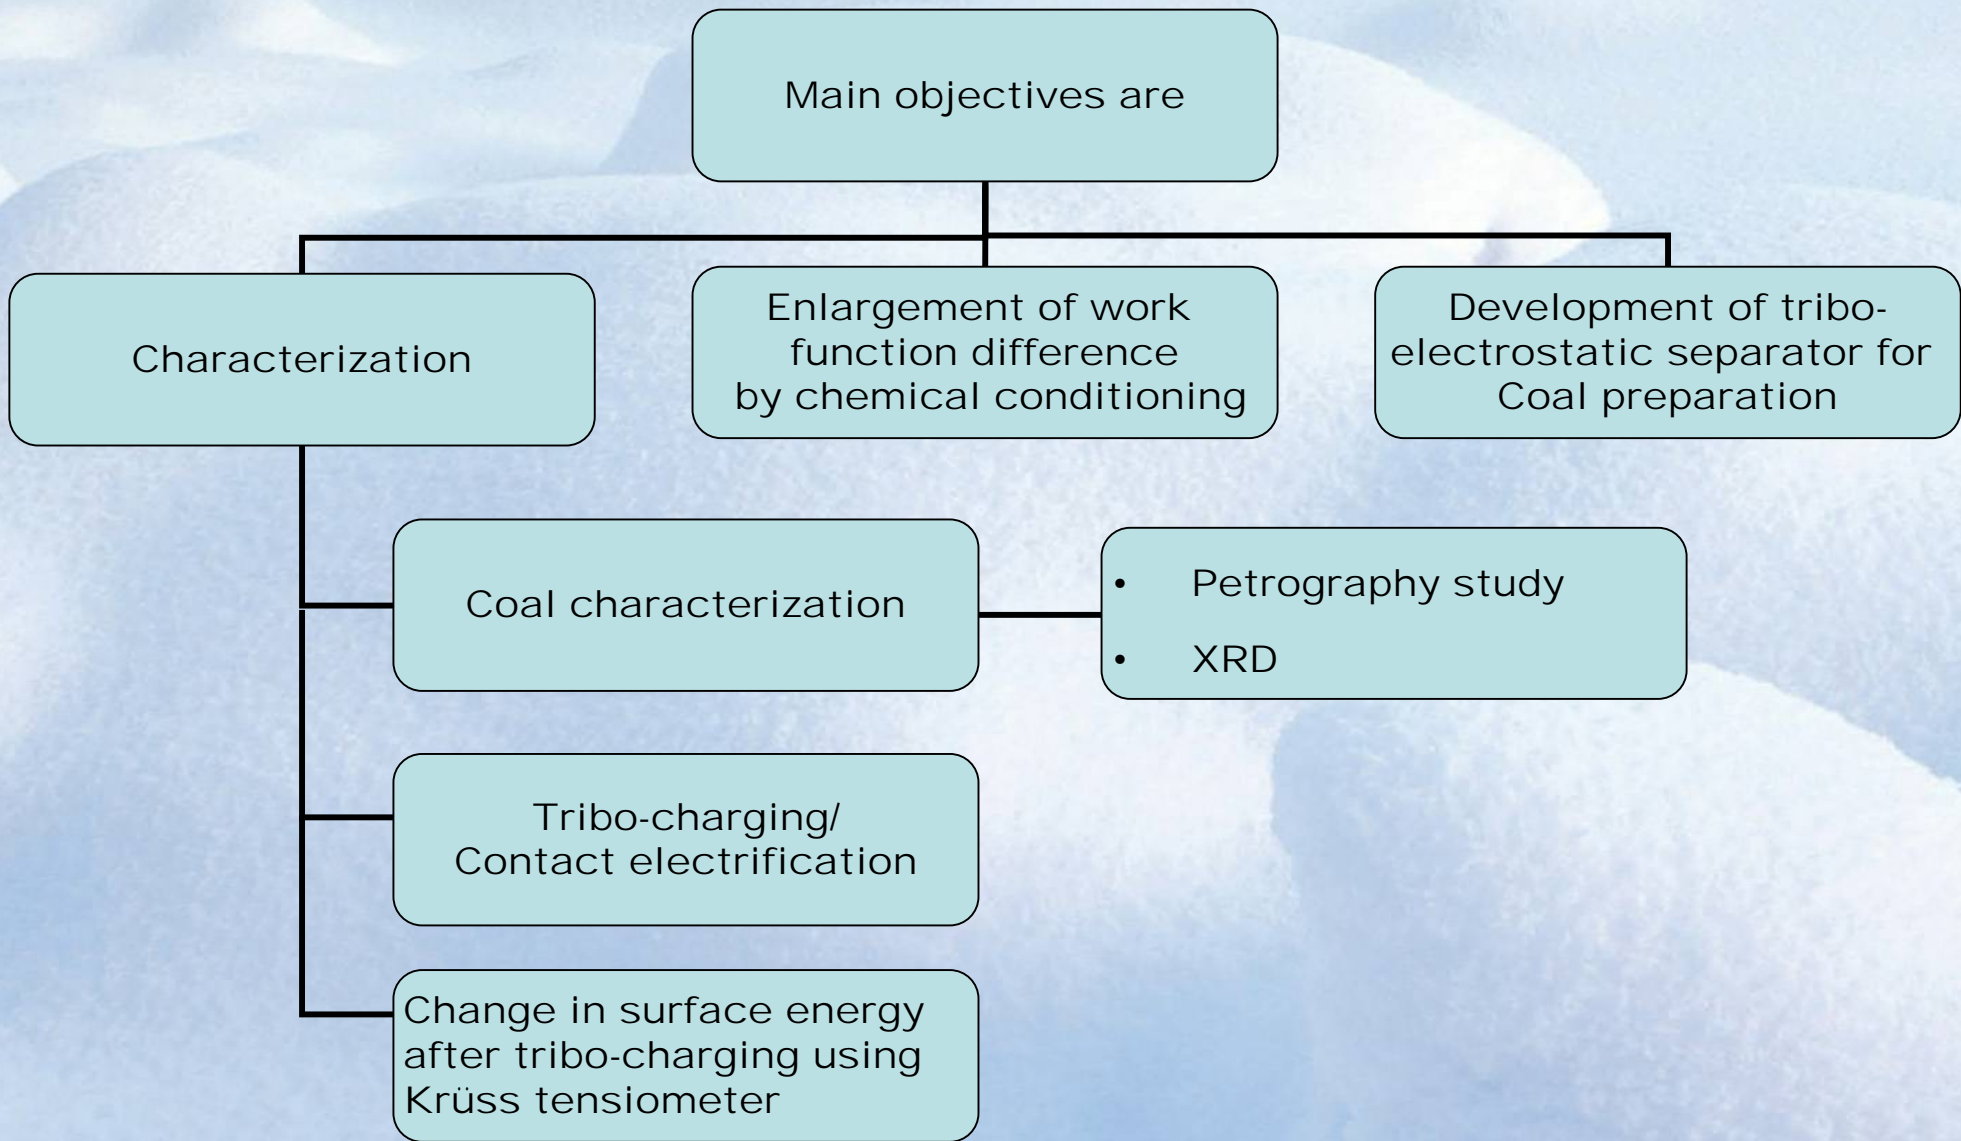 Main objectives are
Characterization
Enlargement of work
function difference
by chemical conditioning
Development of tribo-
electrostatic separator for
Coal preparation
Coal characterization
• Petrography study
• XRD
Tribo-charging/
Contact electrification
Change in surface energy
after tribo-charging using
Krüss tensiometer